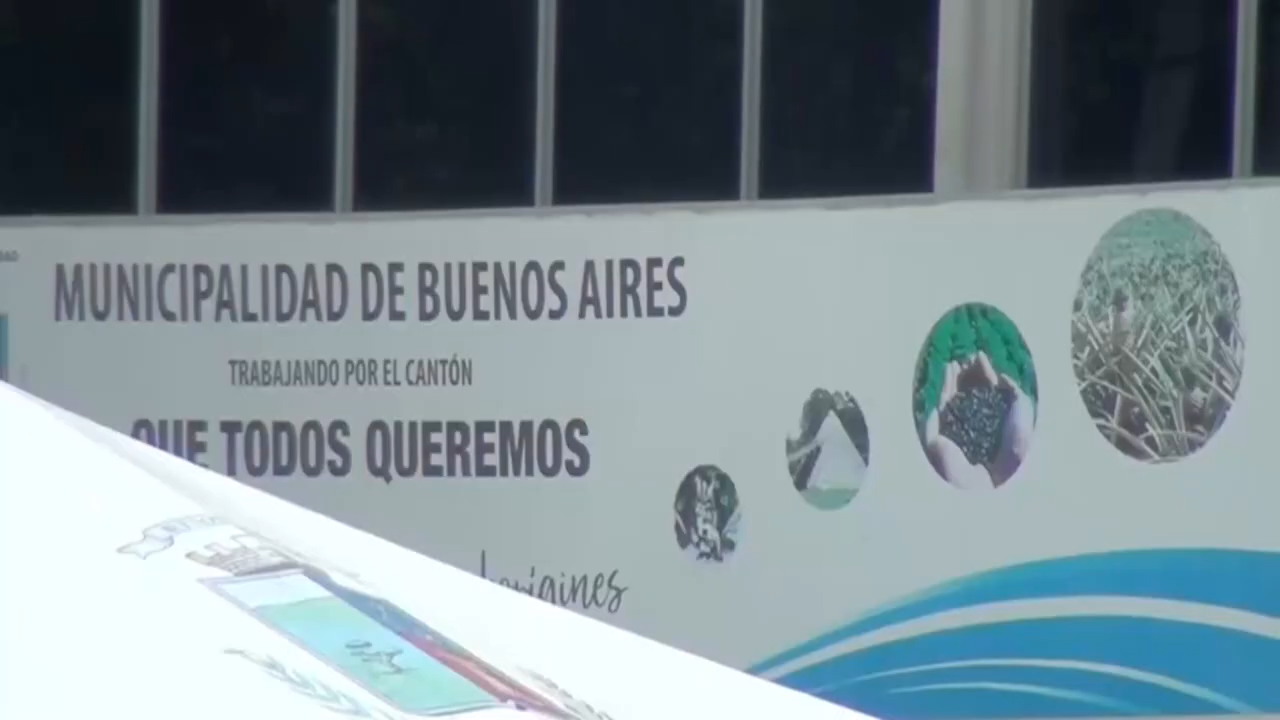 MUNICIPALIDAD DE BUENOS AIRES
TRABAJANDO POR EL CANTÓN
QUE TODOS QUEREMOS